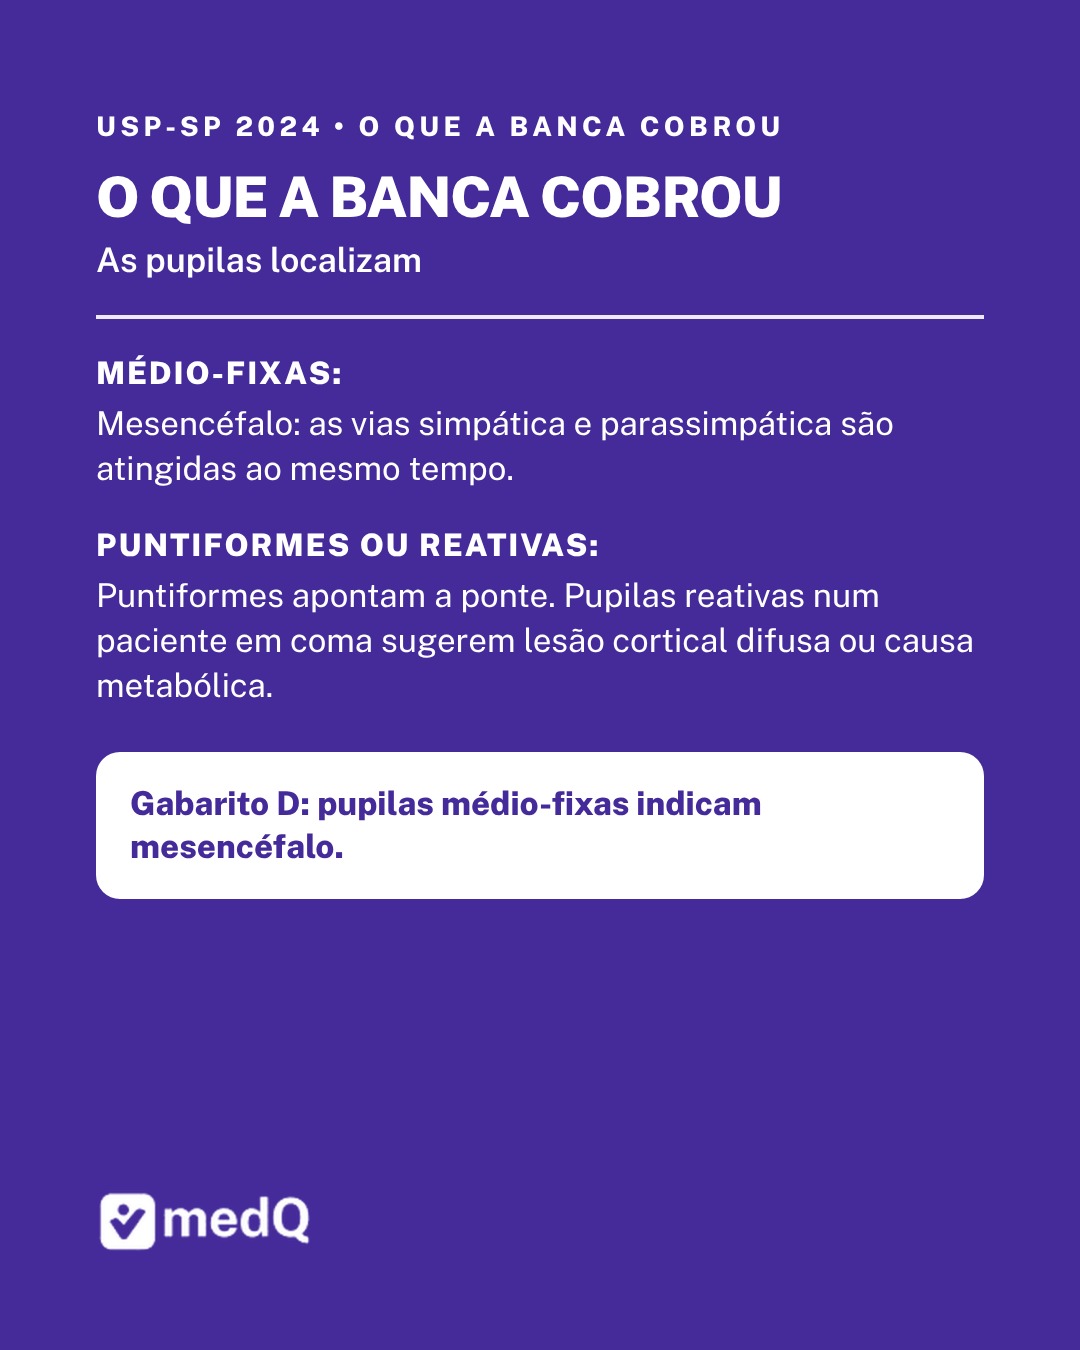 USP-SP 2024 • O QUE A BANCA COBROU
O QUE A BANCA COBROU
As pupilas localizam
MÉDIO-FIXAS:
Mesencéfalo: as vias simpática e parassimpática são
atingidas ao mesmo tempo.
PUNTIFORMES OU REATIVAS:
Puntiformes apontam a ponte. Pupilas reativas num
paciente em coma sugerem lesão cortical difusa ou causa
metabólica.
Gabarito D: pupilas médio-fixas indicam
mesencéfalo.
medQ